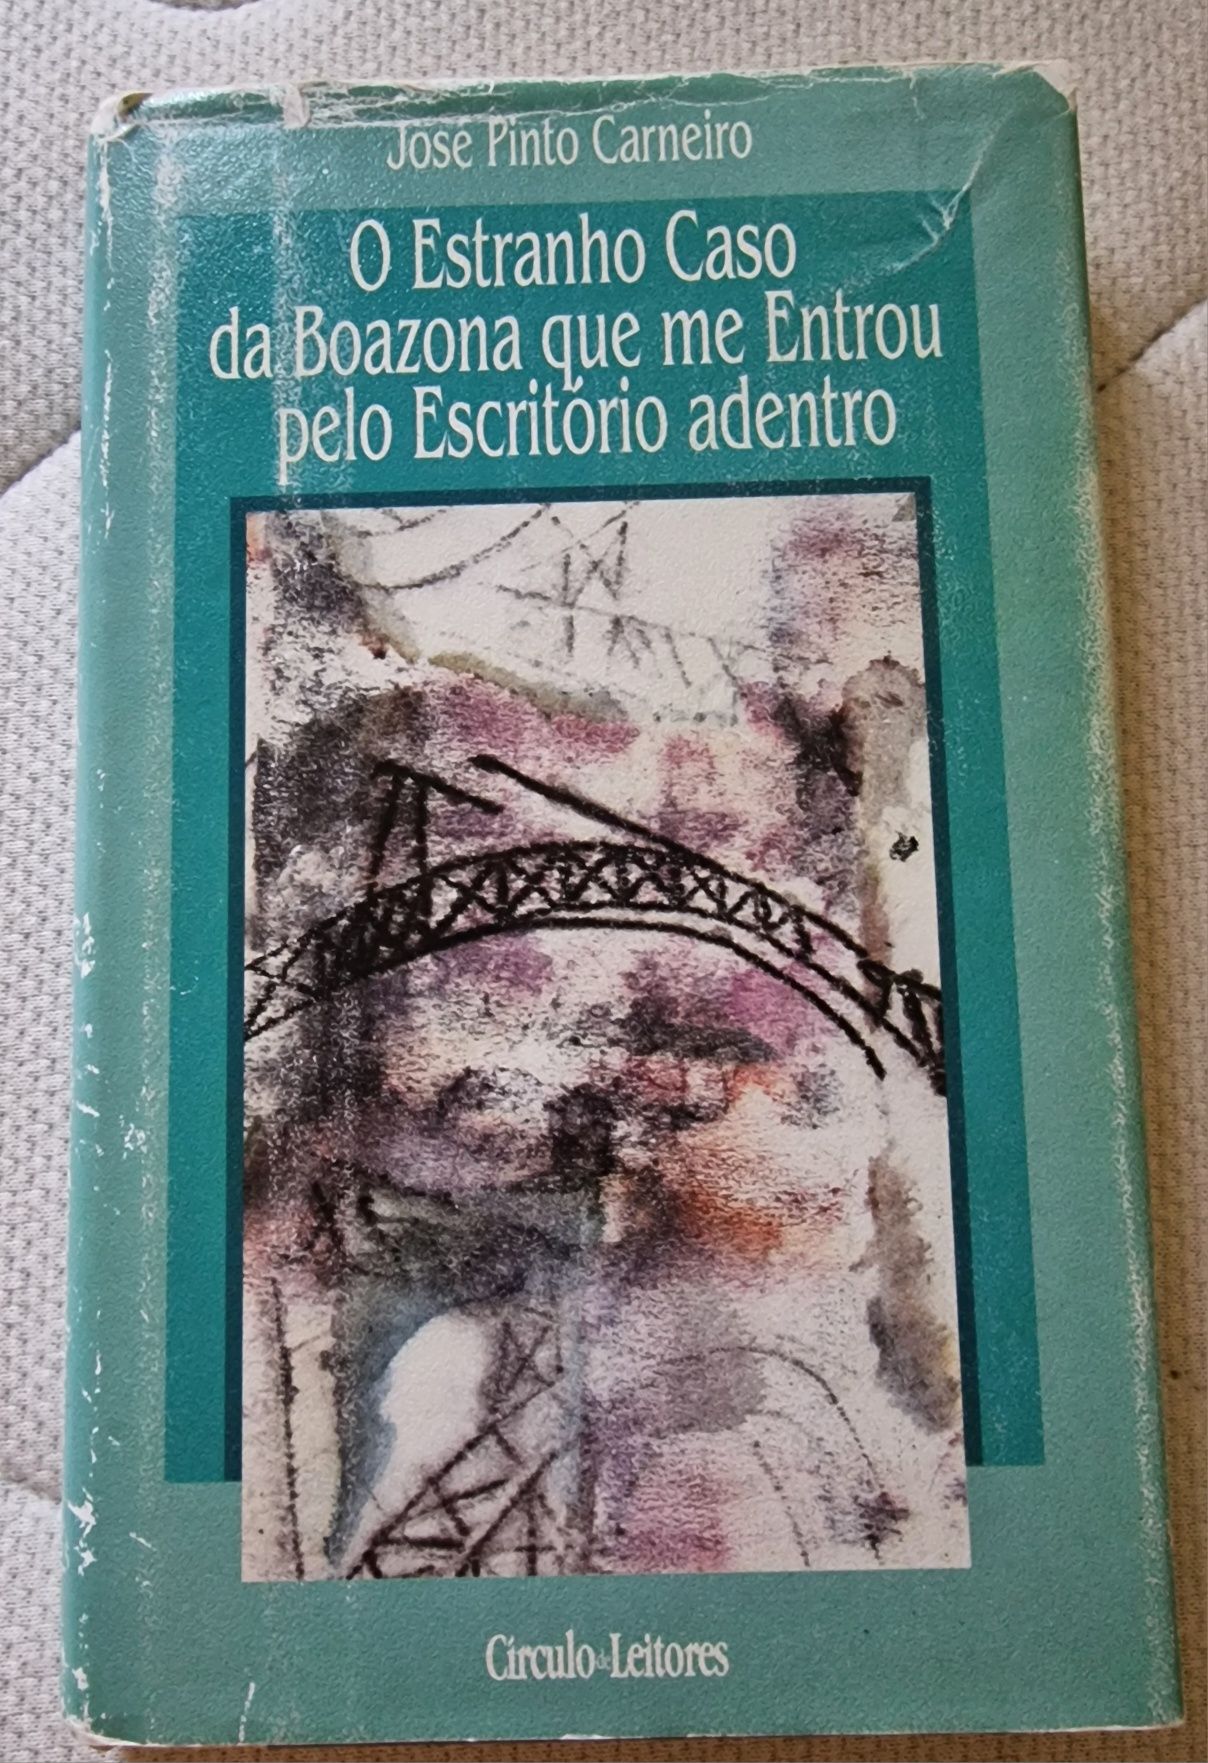 José Pinto Carneiro
O Estranho Caso
da Boazona que me Entrou
pelo Escritório adentro
Círculo de Leitores